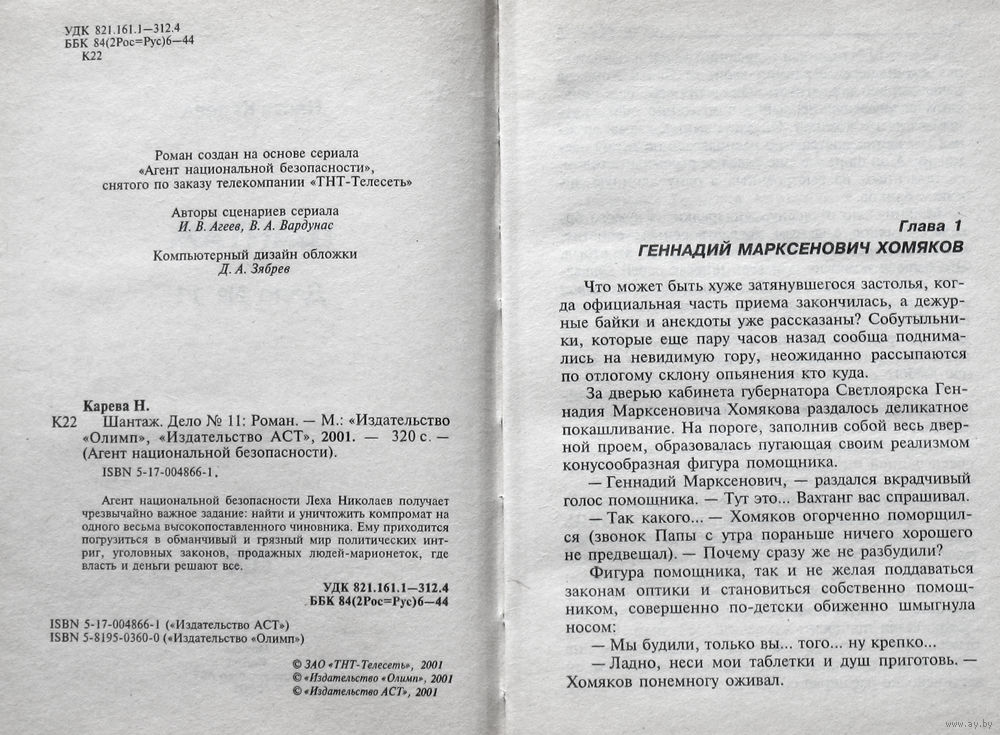 УДК 821.161.1—312.4
ББК 84(2Рос=Рус)6—44
К22
Роман создан на основе сериала
«Агент национальной безопасности»,
снятого по заказу телекомпании «ТНТ-Телесеть»
Авторы сценариев сериала
И. В. Агеев, В. А. Вардунас
Компьютерный дизайн обложки
Д. А. Зябрев
Карева Н.
К22 Шантаж. Дело № 11: Роман. — М.: «Издательство
«Олимп», «Издательство АСТ», 2001. — 320 с. —
(Агент национальной безопасности).
ISBN 5-17-004866-1.
Агент национальной безопасности Леха Николаев получает
чрезвычайно важное задание: найти и уничтожить компромат на
одного весьма высокопоставленного чиновника. Ему приходится
погрузиться в обманчивый и грязный мир политических инт-
риг, уголовных законов, продажных людей-марионеток, где
власть и деньги решают все.
УДК 821.161.1—312.4
ББК 84(2Рос=Рус)6—44
ISBN 5-17-004866-1 («Издательство АСТ»)
ISBN 5-8195-0360-0 («Издательство «Олимп»)
© ЗАО «ТНТ-Телесеть», 2001
© «Издательство «Олимп», 2001
© «Издательство АСТ», 2001
Глава 1
ГЕННАДИЙ МАРКСЕНОВИЧ ХОМЯКОВ
Что может быть хуже затянувшегося застолья, ког-
да официальная часть приема закончилась, а дежур-
ные байки и анекдоты уже рассказаны? Собутыльни-
ки, которые еще пару часов назад сообща поднима-
лись на невидимую гору, неожиданно рассыпаются
по отлогому склону опьянения кто куда.
За дверью кабинета губернатора Светлоярска Ген-
надия Марксеновича Хомякова раздалось деликатное
покашливание. На пороге, заполнив собой весь двер-
ной проем, образовалась пугающая своим реализмом
конусообразная фигура помощника.
— Геннадий Марксенович, — раздался вкрадчивый
голос помощника. — Тут это... Вахтанг вас спрашивал.
— Так какого... — Хомяков огорченно поморщил-
ся (звонок Папы с утра пораньше ничего хорошего
не предвещал). — Почему сразу же не разбудили?
Фигура помощника, так и не желая поддаваться
законам оптики и становиться собственно помощ-
ником, совершенно по-детски обиженно шмыгнула
носом:
— Мы будили, только вы... того... ну крепко...
— Ладно, неси мои таблетки и душ приготовь. —
Хомяков понемногу оживал.
www.ay.by